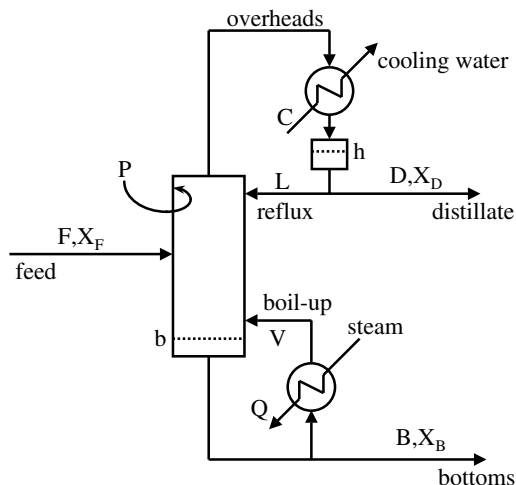 overheads
cooling water
C
h
P
L
D,X_D
reflux
distillate
F,X_F
feed
boil-up
b
V
steam
Q
B,X_B
bottoms